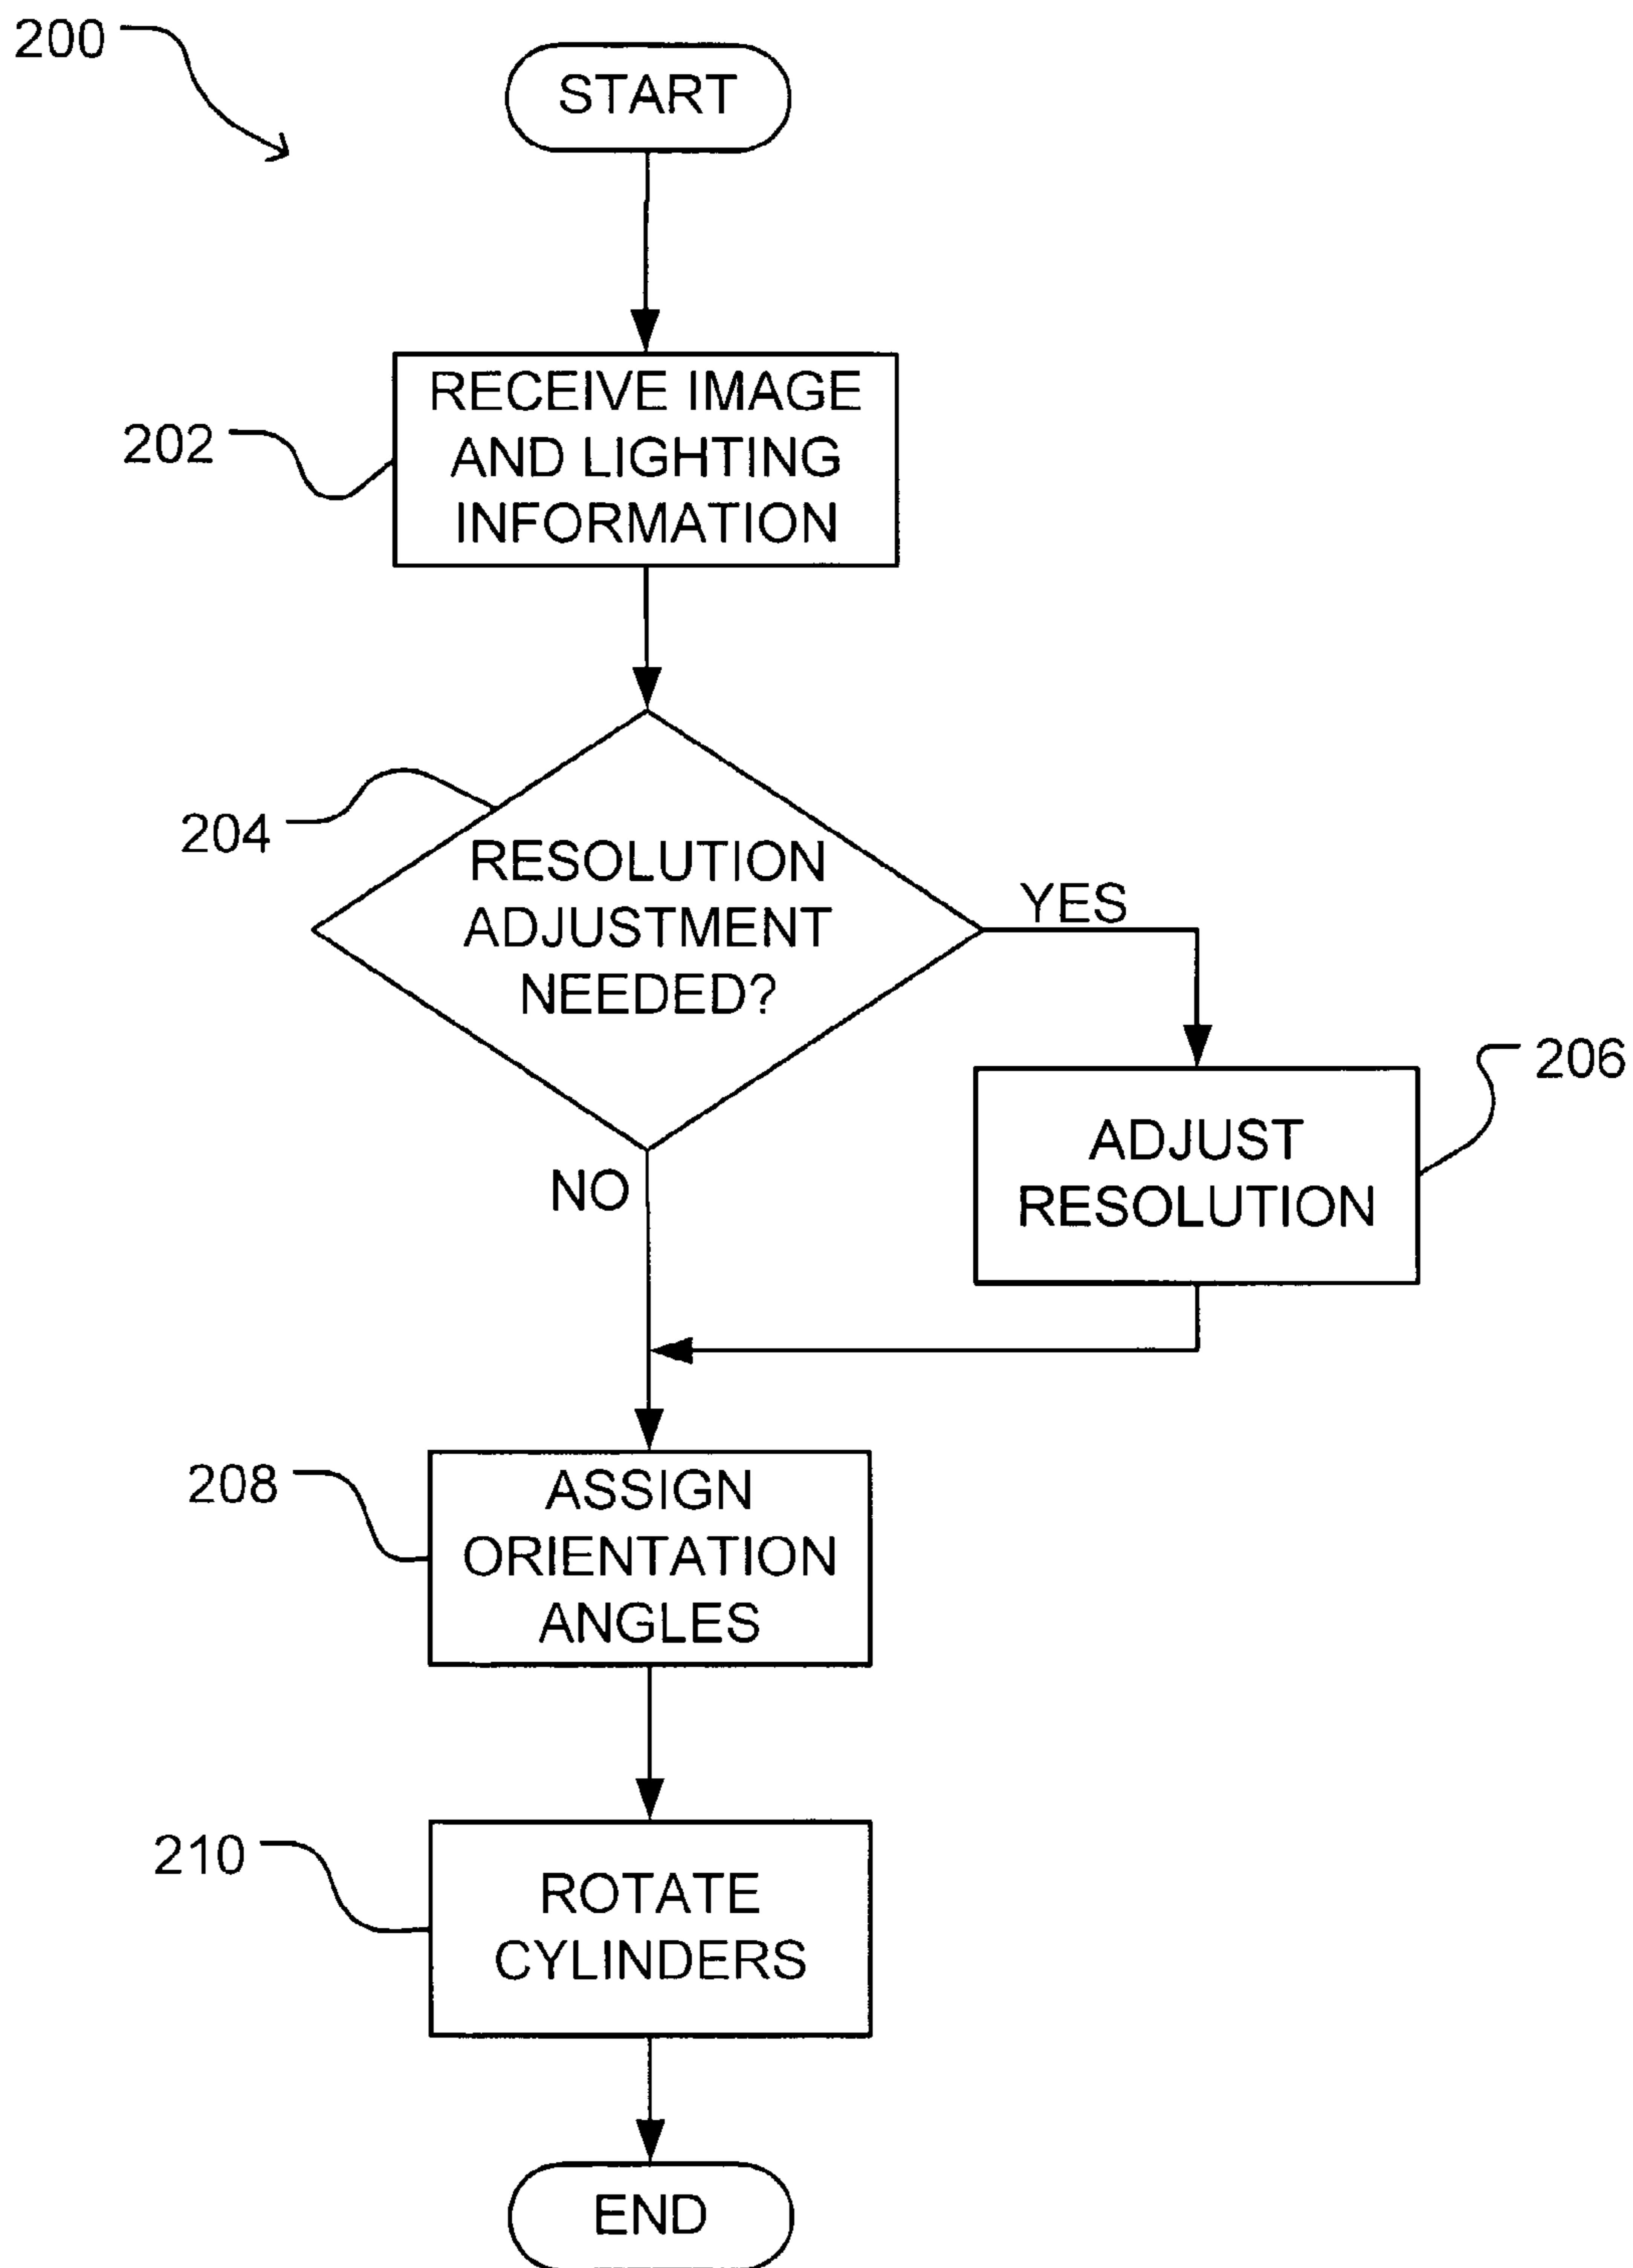 200
START
202
RECEIVE IMAGE
AND LIGHTING
INFORMATION
204
RESOLUTION
ADJUSTMENT
NEEDED?
YES
206
ADJUST
RESOLUTION
NO
208
ASSIGN
ORIENTATION
ANGLES
210
ROTATE
CYLINDERS
END